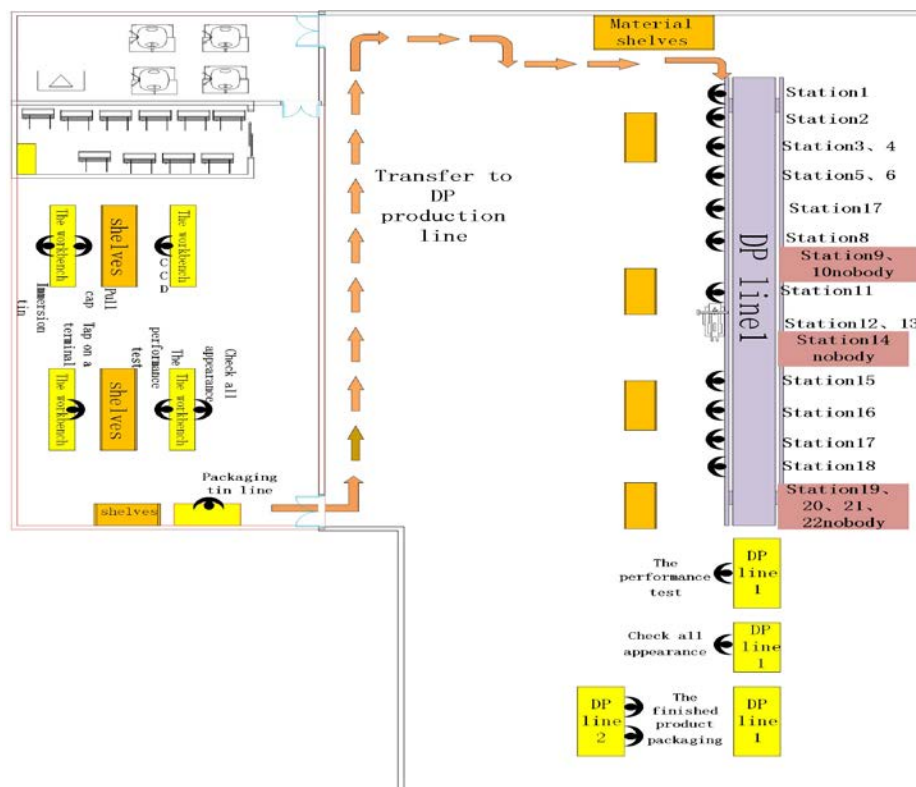 Material
shelves
Station1
Station2
Station3、4
Station5、6
Station17
Station8
Station9、
10nobody
Station11
Station12、13
Station14
nobody
Station15
Station16
Station17
Station18
Station19、
20、21、
22nobody
DP line1
Transfer to
DP
production
line
The workbench
shelves
The workbench
CCD
Immersion
tin
Pull
cap
Tap on a
terminal
The
performance
test
Check all
appearance
The workbench
shelves
The workbench
Packaging
tin line
shelves
The
performance
test
DP
line
1
Check all
appearance
DP
line
1
DP
line
2
The
finished
product
packaging
DP
line
1